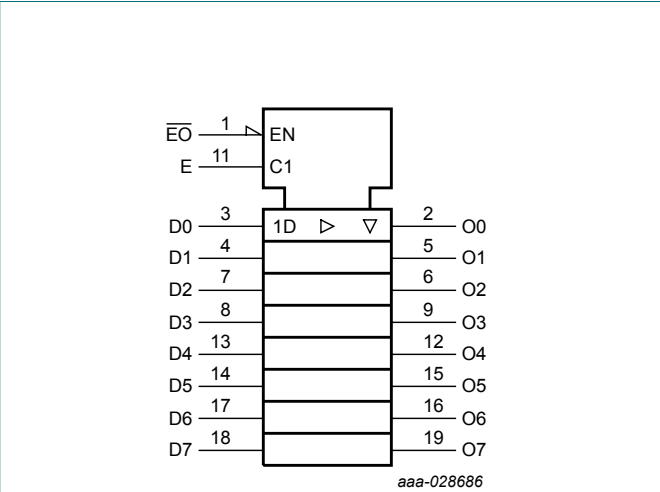 E̅O̅ 1 EN
E 11 C1
D0 3 1D 2 O0
D1 4 5 O1
D2 7 6 O2
D3 8 9 O3
D4 13 12 O4
D5 14 15 O5
D6 17 16 O6
D7 18 19 O7
aaa-028686